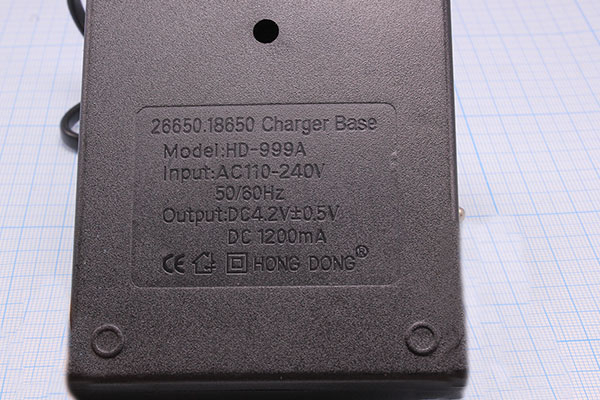 26650.18650 Charger Base
Model:HD-999A
Input:AC110-240V
50/60Hz
Output:DC4.2V±0.5V
DC 1200mA
CE HONG DONG®